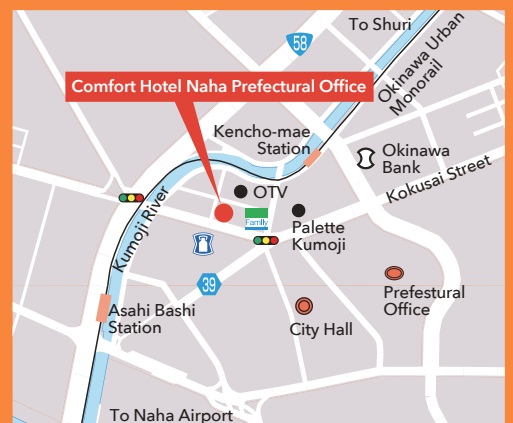 To Shuri
58
Okinawa Urban
Monorail
Comfort Hotel Naha Prefectural Office
Kencho-mae
Station
Okinawa
Bank
Kokusai Street
OTV
Family
Palette
Kumoji
Kumoji River
39
Prefestural
Office
City Hall
Asahi Bashi
Station
To Naha Airport